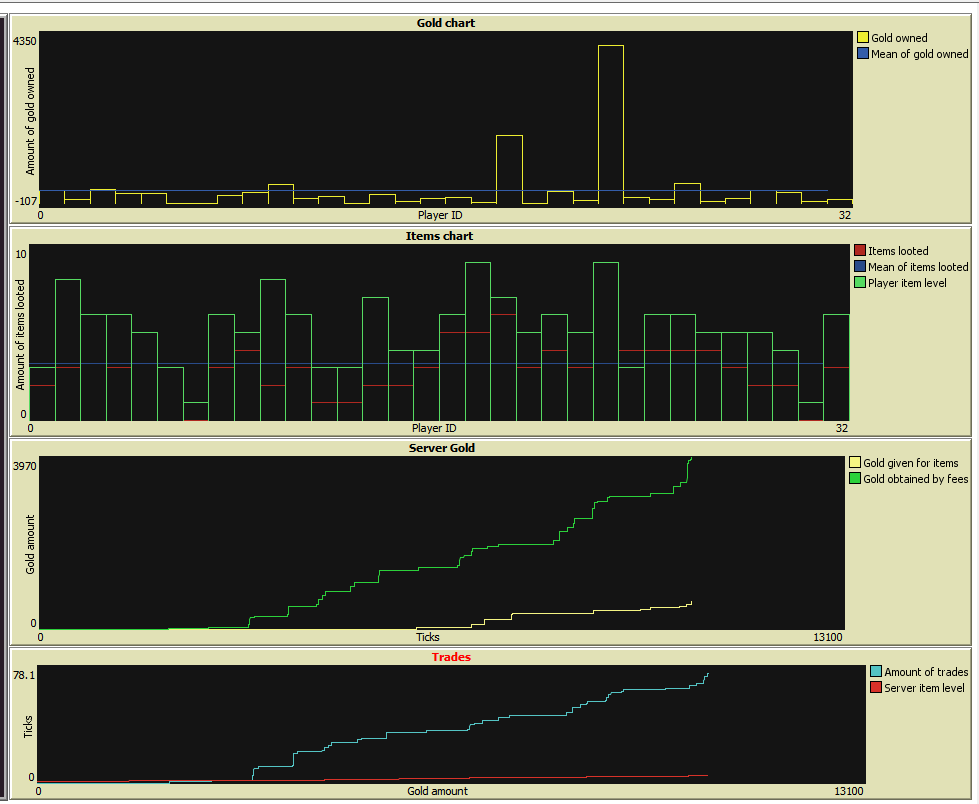 Gold chart
4350
Amount of gold owned
-107
0
Player ID
32
Gold owned
Mean of gold owned
Items chart
10
Amount of items looted
0
0
Player ID
32
Items looted
Mean of items looted
Player item level
Server Gold
3970
Gold amount
0
0
Ticks
13100
Gold given for items
Gold obtained by fees
Trades
78.1
Ticks
0
0
Gold amount
13100
Amount of trades
Server item level